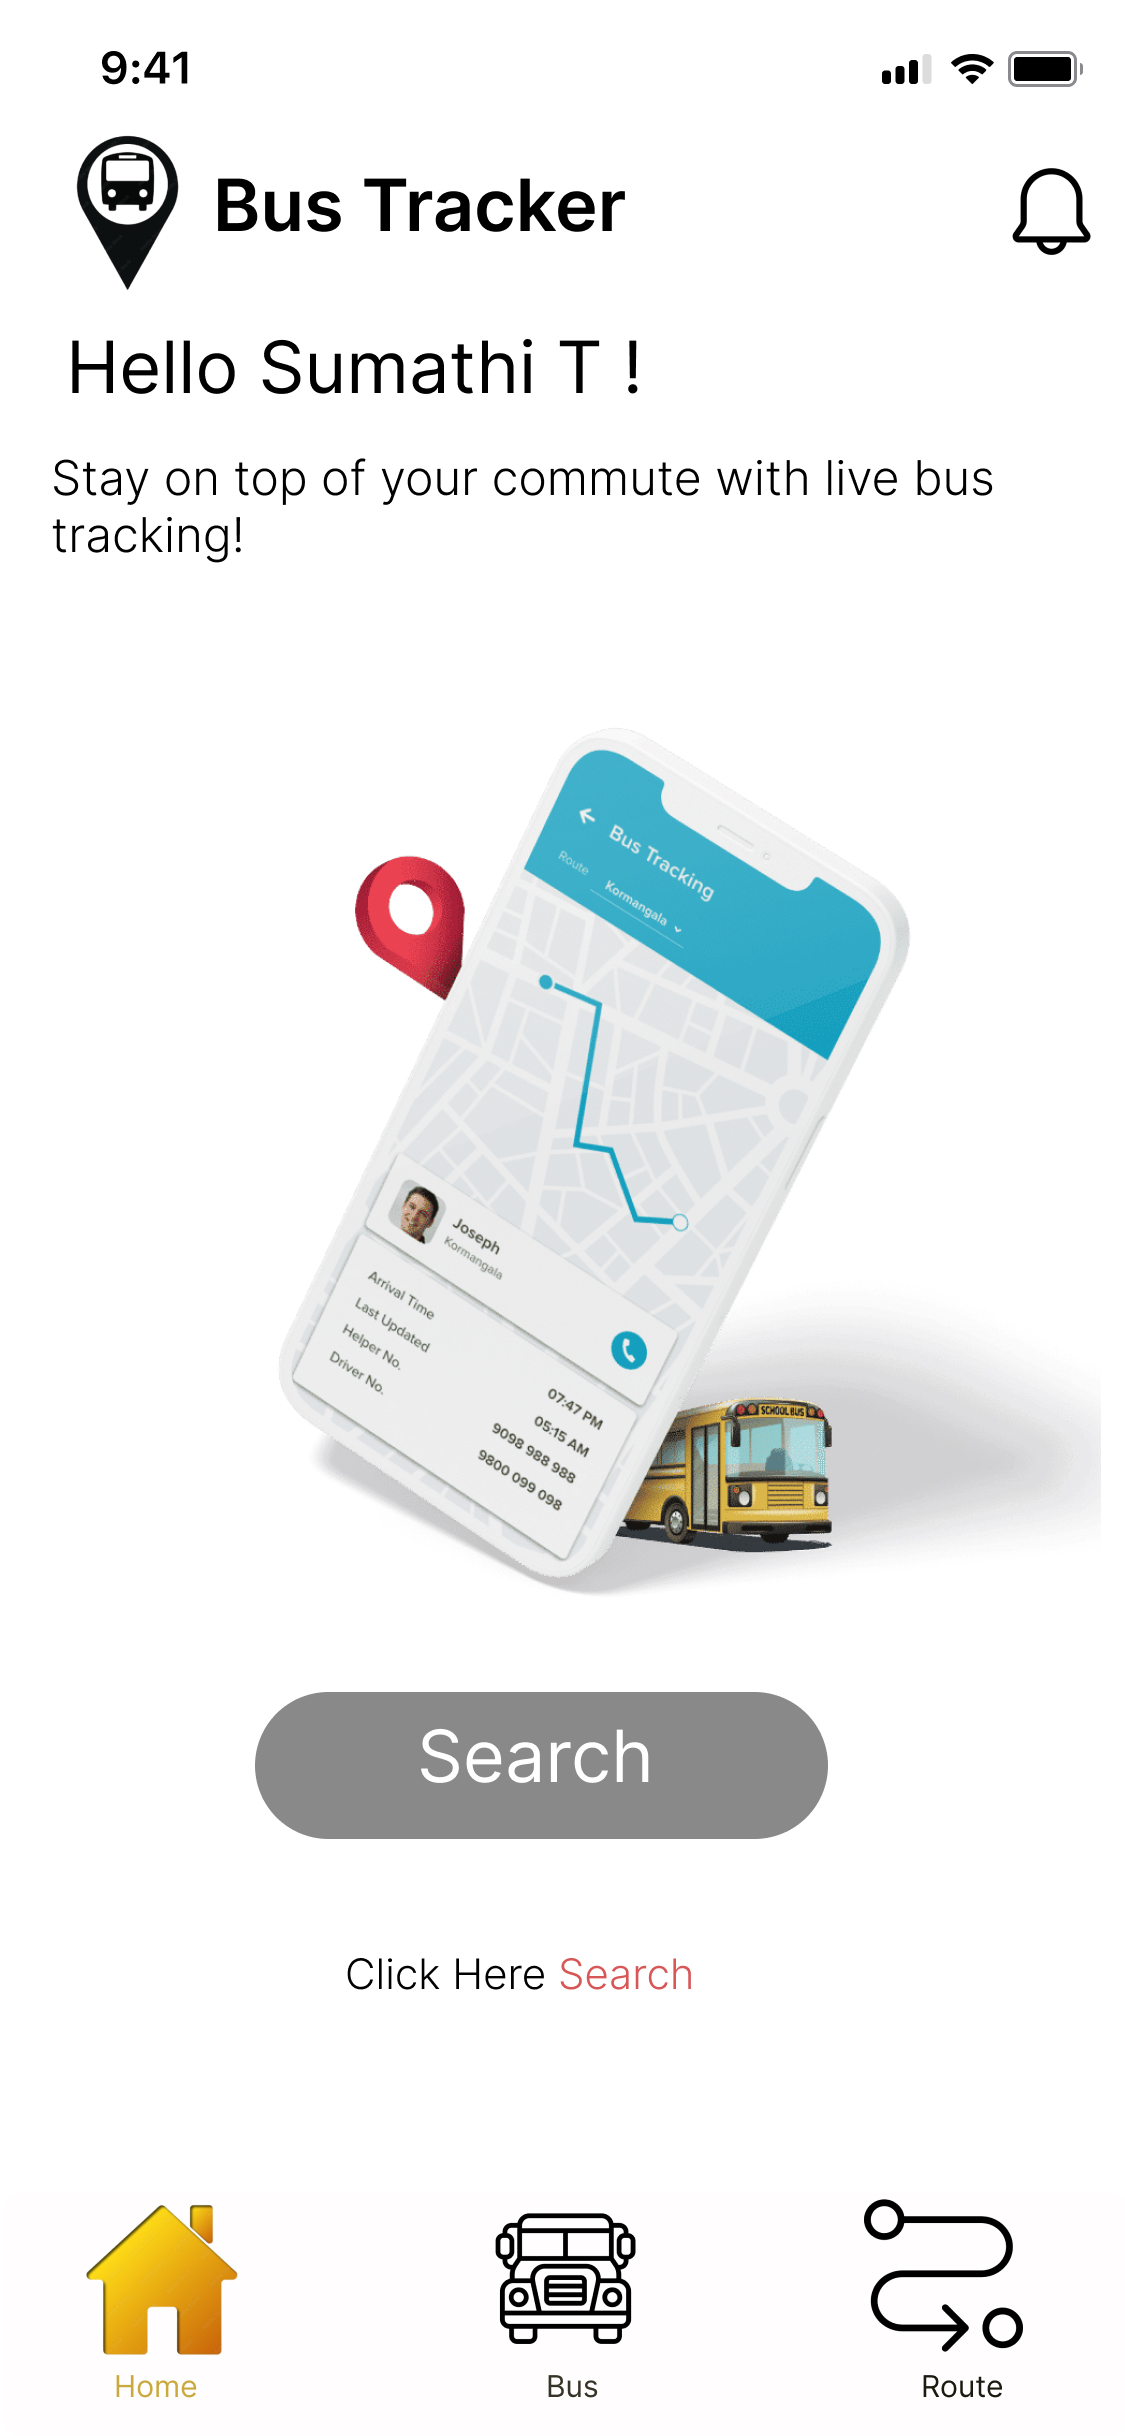 9:41
Bus Tracker
Hello Sumathi T !
Stay on top of your commute with live bus
tracking!
Bus Tracking
Route
Kormangala
Joseph
Kormangala
Arrival Time
07:47 PM
Last Updated
05:15 AM
Helper No.
9098 988 988
Driver No.
9800 099 098
SCHOOL BUS
Search
Click Here Search
Home
Bus
Route